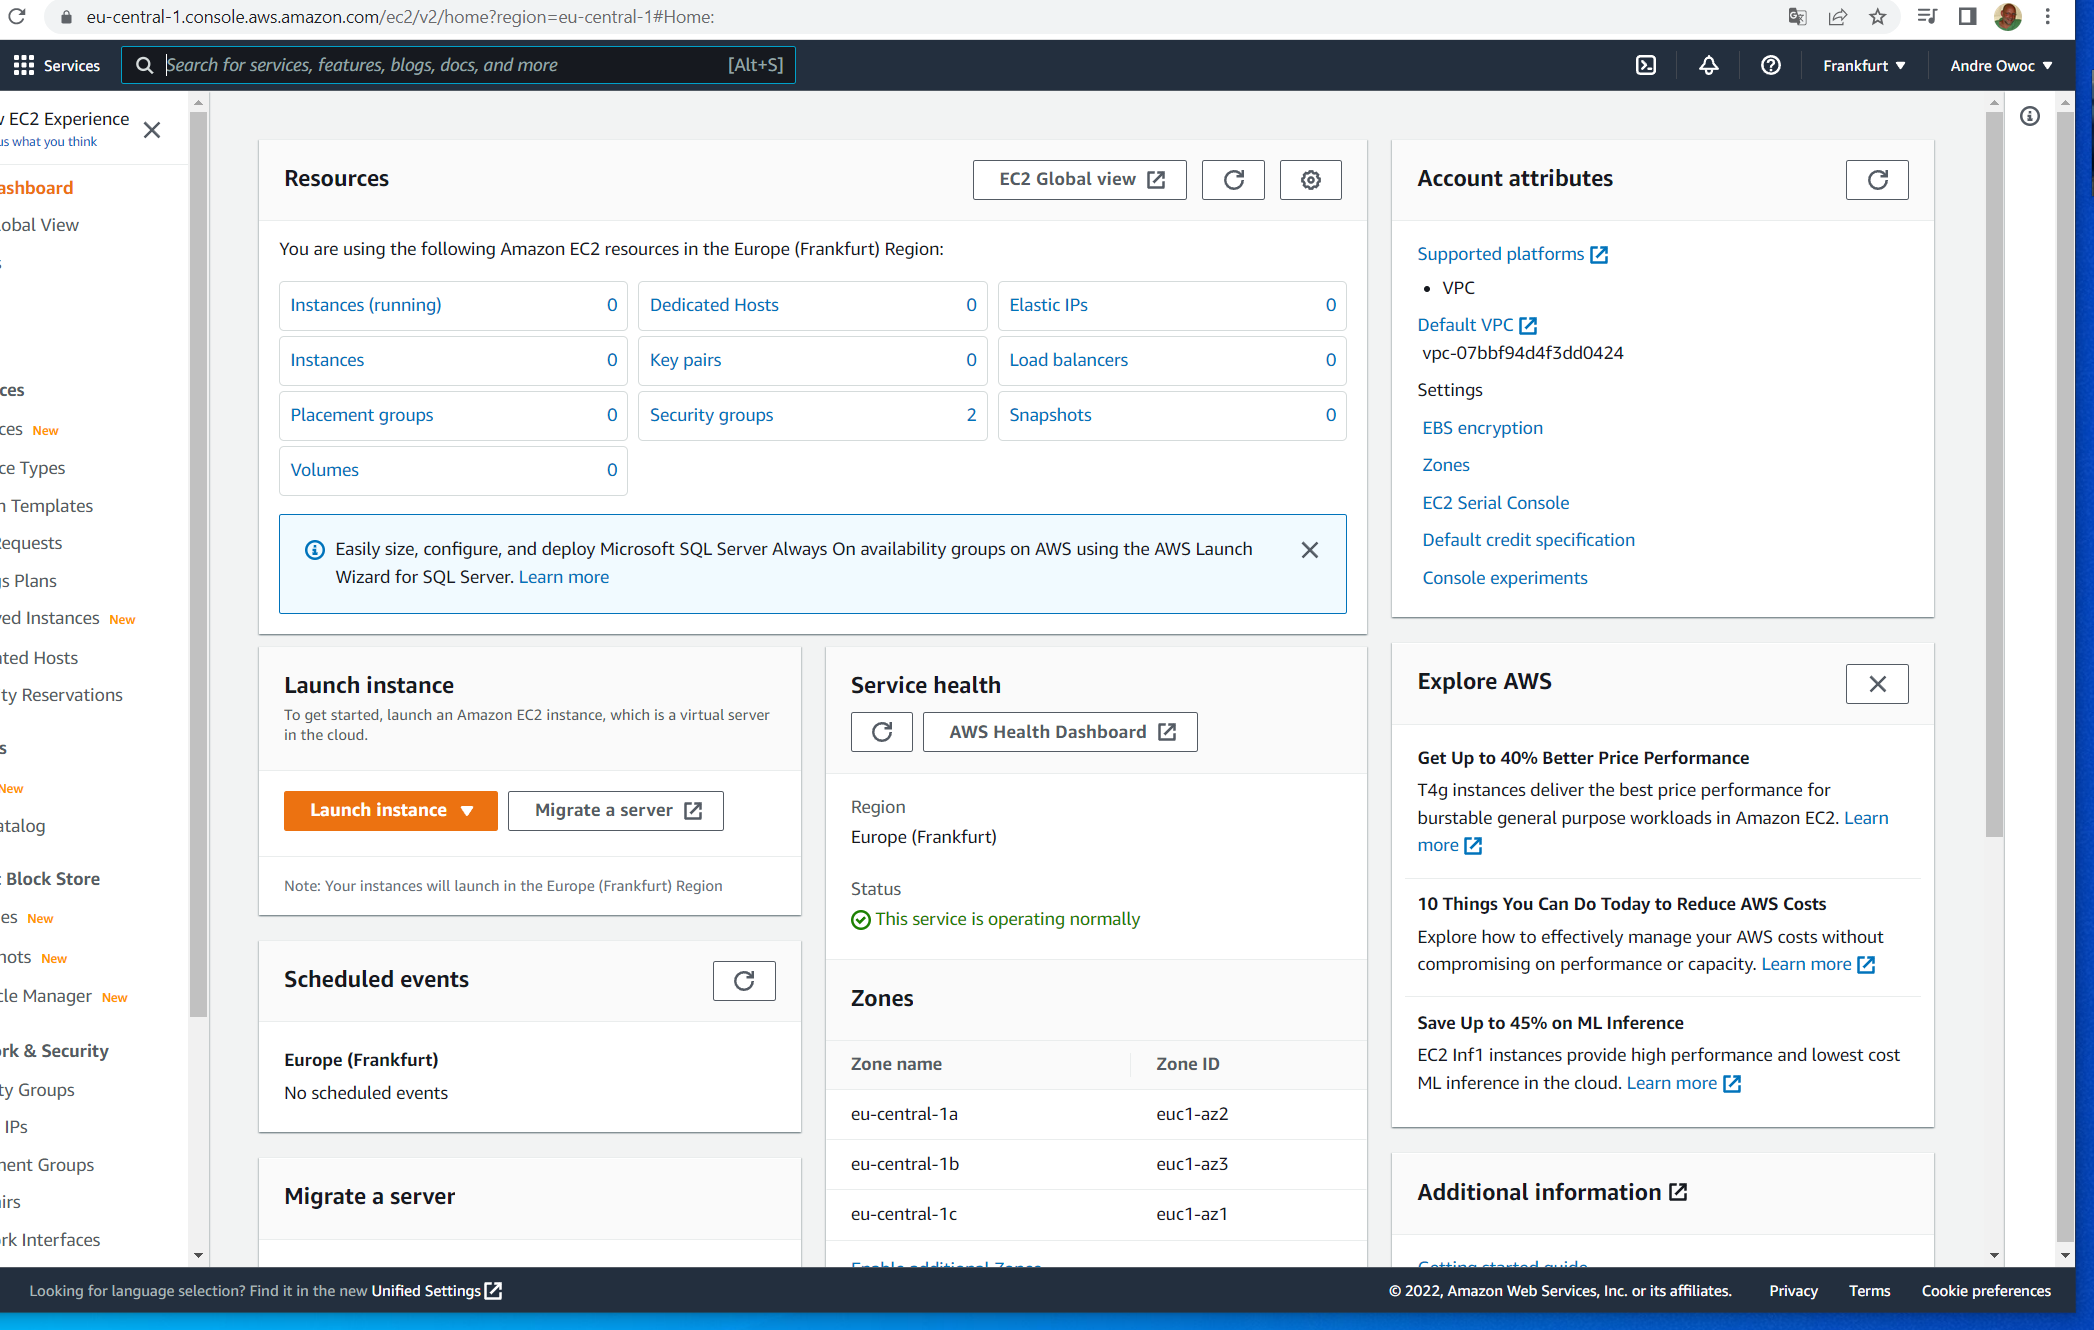 eu-central-1.console.aws.amazon.com/ec2/v2/home?region=eu-central-1#Home:
Services
Search for services, features, blogs, docs, and more
[Alt+S]
Frankfurt
Andre Owoc
EC2 Experience
us what you think
ashboard
obal View
s
ces
ces New
ce Types
n Templates
Requests
gs Plans
ved Instances New
ated Hosts
ty Reservations
s
New
atalog
Block Store
es New
hots New
cle Manager New
rk & Security
ty Groups
IPs
ment Groups
airs
rk Interfaces
Resources
EC2 Global view
You are using the following Amazon EC2 resources in the Europe (Frankfurt) Region:
Instances (running) 0
Dedicated Hosts 0
Elastic IPs 0
Instances 0
Key pairs 0
Load balancers 0
Placement groups 0
Security groups 2
Snapshots 0
Volumes 0
Easily size, configure, and deploy Microsoft SQL Server Always On availability groups on AWS using the AWS Launch
Wizard for SQL Server. Learn more
Launch instance
To get started, launch an Amazon EC2 instance, which is a virtual server
in the cloud.
Launch instance
Migrate a server
Note: Your instances will launch in the Europe (Frankfurt) Region
Scheduled events
Europe (Frankfurt)
No scheduled events
Migrate a server
Service health
AWS Health Dashboard
Region
Europe (Frankfurt)
Status
This service is operating normally
Zones
Zone name Zone ID
eu-central-1a euc1-az2
eu-central-1b euc1-az3
eu-central-1c euc1-az1
Enable additional Zones
Account attributes
Supported platforms
• VPC
Default VPC
vpc-07bbf94d4f3dd0424
Settings
EBS encryption
Zones
EC2 Serial Console
Default credit specification
Console experiments
Explore AWS
Get Up to 40% Better Price Performance
T4g instances deliver the best price performance for
burstable general purpose workloads in Amazon EC2. Learn
more
10 Things You Can Do Today to Reduce AWS Costs
Explore how to effectively manage your AWS costs without
compromising on performance or capacity. Learn more
Save Up to 45% on ML Inference
EC2 Inf1 instances provide high performance and lowest cost
ML inference in the cloud. Learn more
Additional information
Getting started guide
Looking for language selection? Find it in the new Unified Settings
© 2022, Amazon Web Services, Inc. or its affiliates.
Privacy
Terms
Cookie preferences